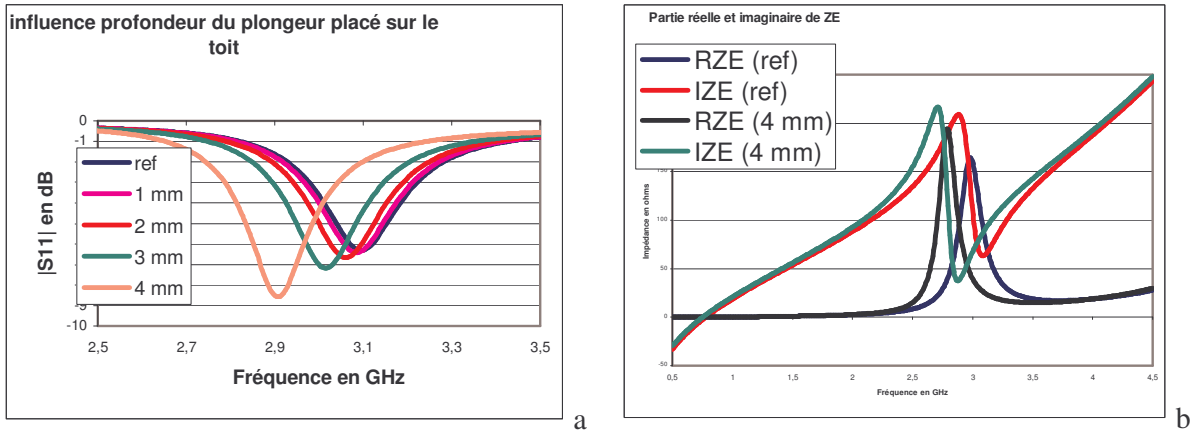 influence profondeur du plongeur placé sur le
toit
0
-1
-9
-10
|S11| en dB
ref
1 mm
2 mm
3 mm
4 mm
2,5
2,7
2,9
3,1
3,3
3,5
Fréquence en GHz
a
Partie réelle et imaginaire de ZE
RZE (ref)
IZE (ref)
RZE (4 mm)
IZE (4 mm)
100
50
0
-50
Impédance en ohms
0,5
1
1,5
2
2,5
3
3,5
4
4,5
Fréquence en GHz
b